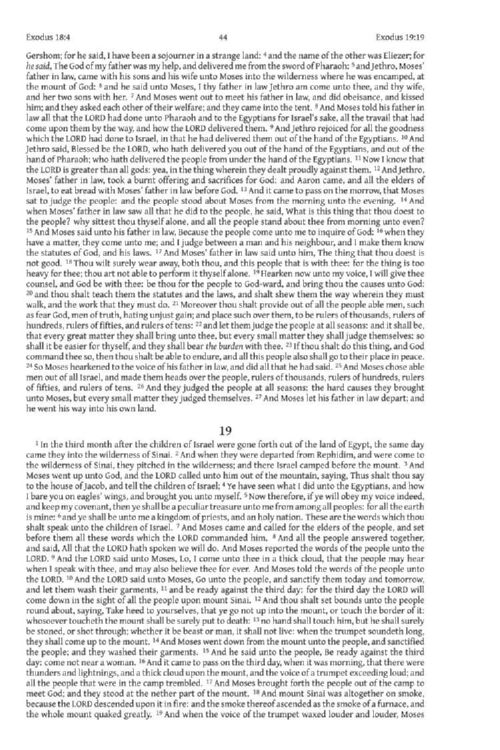 Exodus 18:4 44 Exodus 19:19
Gershom; for he said, I have been a sojourner in a strange land: 4 and the name of the other was Eliezer; for
he said, The God of my father was my help, and delivered me from the sword of Pharaoh: 5 and Jethro, Moses’
father in law, came with his sons and his wife unto Moses into the wilderness where he was encamped, at
the mount of God: 6 and he said unto Moses, I thy father in law Jethro am come unto thee, and thy wife,
and her two sons with her. 7 And Moses went out to meet his father in law, and did obeisance, and kissed
him; and they asked each other of their welfare; and they came into the tent. 8 And Moses told his father in
law all that the LORD had done unto Pharaoh and to the Egyptians for Israel’s sake, all the travail that had
come upon them by the way, and how the LORD delivered them. 9 And Jethro rejoiced for all the goodness
which the LORD had done to Israel, in that he had delivered them out of the hand of the Egyptians. 10 And
Jethro said, Blessed be the LORD, who hath delivered you out of the hand of the Egyptians, and out of the
hand of Pharaoh; who hath delivered the people from under the hand of the Egyptians. 11 Now I know that
the LORD is greater than all gods: yea, in the thing wherein they dealt proudly against them. 12 And Jethro,
Moses’ father in law, took a burnt offering and sacrifices for God: and Aaron came, and all the elders of
Israel, to eat bread with Moses’ father in law before God. 13 And it came to pass on the morrow, that Moses
sat to judge the people: and the people stood about Moses from the morning unto the evening. 14 And
when Moses’ father in law saw all that he did to the people, he said, What is this thing that thou doest to
the people? why sittest thou thyself alone, and all the people stand about thee from morning unto even?
15 And Moses said unto his father in law, Because the people come unto me to inquire of God: 16 when they
have a matter, they come unto me; and I judge between a man and his neighbour, and I make them know
the statutes of God, and his laws. 17 And Moses’ father in law said unto him, The thing that thou doest is
not good. 18 Thou wilt surely wear away, both thou, and this people that is with thee: for the thing is too
heavy for thee; thou art not able to perform it thyself alone. 19 Hearken now unto my voice, I will give thee
counsel, and God be with thee: be thou for the people to God-ward, and bring thou the causes unto God:
20 and thou shalt teach them the statutes and the laws, and shalt shew them the way wherein they must
walk, and the work that they must do. 21 Moreover thou shalt provide out of all the people able men, such
as fear God, men of truth, hating unjust gain; and place such over them, to be rulers of thousands, rulers of
hundreds, rulers of fifties, and rulers of tens: 22 and let them judge the people at all seasons: and it shall be,
that every great matter they shall bring unto thee, but every small matter they shall judge themselves: so
shall it be easier for thyself, and they shall bear the burden with thee. 23 If thou shalt do this thing, and God
command thee so, then thou shalt be able to endure, and all this people also shall go to their place in peace.
24 So Moses hearkened to the voice of his father in law, and did all that he had said. 25 And Moses chose able
men out of all Israel, and made them heads over the people, rulers of thousands, rulers of hundreds, rulers
of fifties, and rulers of tens. 26 And they judged the people at all seasons: the hard causes they brought
unto Moses, but every small matter they judged themselves. 27 And Moses let his father in law depart; and
he went his way into his own land.
19
1 In the third month after the children of Israel were gone forth out of the land of Egypt, the same day
came they into the wilderness of Sinai. 2 And when they were departed from Rephidim, and were come to
the wilderness of Sinai, they pitched in the wilderness; and there Israel camped before the mount. 3 And
Moses went up unto God, and the LORD called unto him out of the mountain, saying, Thus shalt thou say
to the house of Jacob, and tell the children of Israel; 4 Ye have seen what I did unto the Egyptians, and how
I bare you on eagles’ wings, and brought you unto myself. 5 Now therefore, if ye will obey my voice indeed,
and keep my covenant, then ye shall be a peculiar treasure unto me from among all peoples: for all the earth
is mine: 6 and ye shall be unto me a kingdom of priests, and an holy nation. These are the words which thou
shalt speak unto the children of Israel. 7 And Moses came and called for the elders of the people, and set
before them all these words which the LORD commanded him. 8 And all the people answered together,
and said, All that the LORD hath spoken we will do. And Moses reported the words of the people unto the
LORD. 9 And the LORD said unto Moses, Lo, I come unto thee in a thick cloud, that the people may hear
when I speak with thee, and may also believe thee for ever. And Moses told the words of the people unto
the LORD. 10 And the LORD said unto Moses, Go unto the people, and sanctify them today and tomorrow,
and let them wash their garments, 11 and be ready against the third day: for the third day the LORD will
come down in the sight of all the people upon mount Sinai. 12 And thou shalt set bounds unto the people
round about, saying, Take heed to yourselves, that ye go not up into the mount, or touch the border of it:
whosoever toucheth the mount shall be surely put to death: 13 no hand shall touch him, but he shall surely
be stoned, or shot through; whether it be beast or man, it shall not live: when the trumpet soundeth long,
they shall come up to the mount. 14 And Moses went down from the mount unto the people, and sanctified
the people; and they washed their garments. 15 And he said unto the people, Be ready against the third
day: come not near a woman. 16 And it came to pass on the third day, when it was morning, that there were
thunders and lightnings, and a thick cloud upon the mount, and the voice of a trumpet exceeding loud; and
all the people that were in the camp trembled. 17 And Moses brought forth the people out of the camp to
meet God; and they stood at the nether part of the mount. 18 And mount Sinai was altogether on smoke,
because the LORD descended upon it in fire: and the smoke thereof ascended as the smoke of a furnace, and
the whole mount quaked greatly. 19 And when the voice of the trumpet waxed louder and louder, Moses